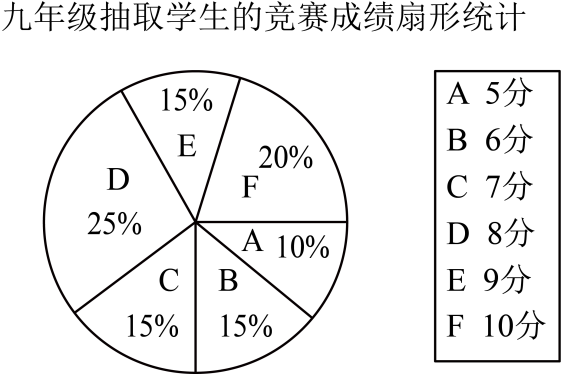 九年级抽取学生的竞赛成绩扇形统计
15%
E
20%
F
D
25%
A 10%
C
15%
B
15%
A 5分
B 6分
C 7分
D 8分
E 9分
F 10分